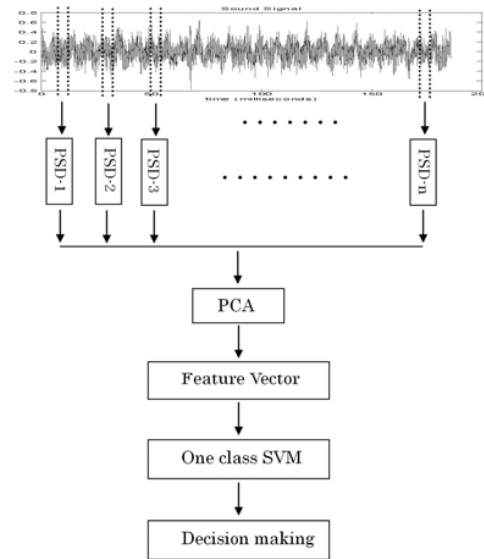 Sound Signal
0.8
0.6
0.4
0.2
0
-0.2
-0.4
-0.6
-0.8
0 50 100 150 20
time (milliseconds)
PSD-1 PSD-2 PSD-3 PSD-n
PCA
Feature Vector
One class SVM
Decision making